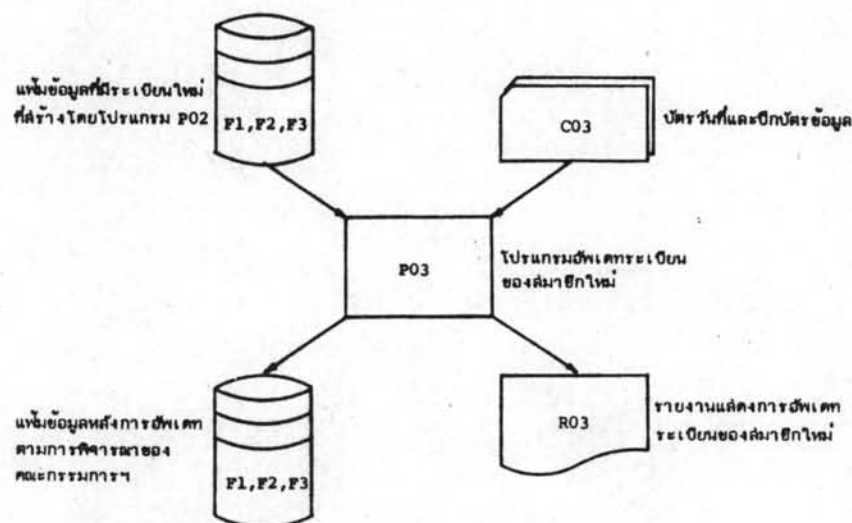 แฟ้มข้อมูลที่มีระเบียนใหม่
ที่สร้างโดยโปรแกรม P02
F1,F2,F3
C03
บัตรวันที่และปึกบัตรข้อมูล
P03
โปรแกรมอัพเดทระเบียน
ของสมาชิกใหม่
แฟ้มข้อมูลหลังการอัพเดท
ตามการพิจารณาของ
คณะกรรมการฯ
F1,F2,F3
R03
รายงานแสดงการอัพเดท
ระเบียนของสมาชิกใหม่